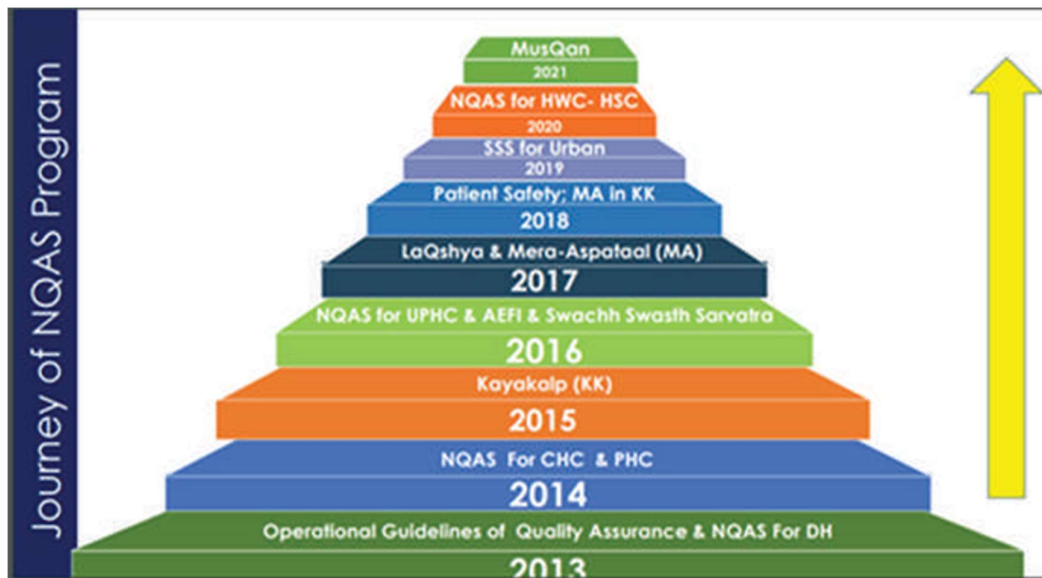 Journey of NQAS Program
MusQan
2021
NQAS for HWC- HSC
2020
SSS for Urban
2019
Patient Safety; MA in KK
2018
LaQshya & Mera-Aspataal (MA)
2017
NQAS for UPHC & AEFI & Swachh Swasth Sarvatra
2016
Kayakalp (KK)
2015
NQAS For CHC & PHC
2014
Operational Guidelines of Quality Assurance & NQAS For DH
2013